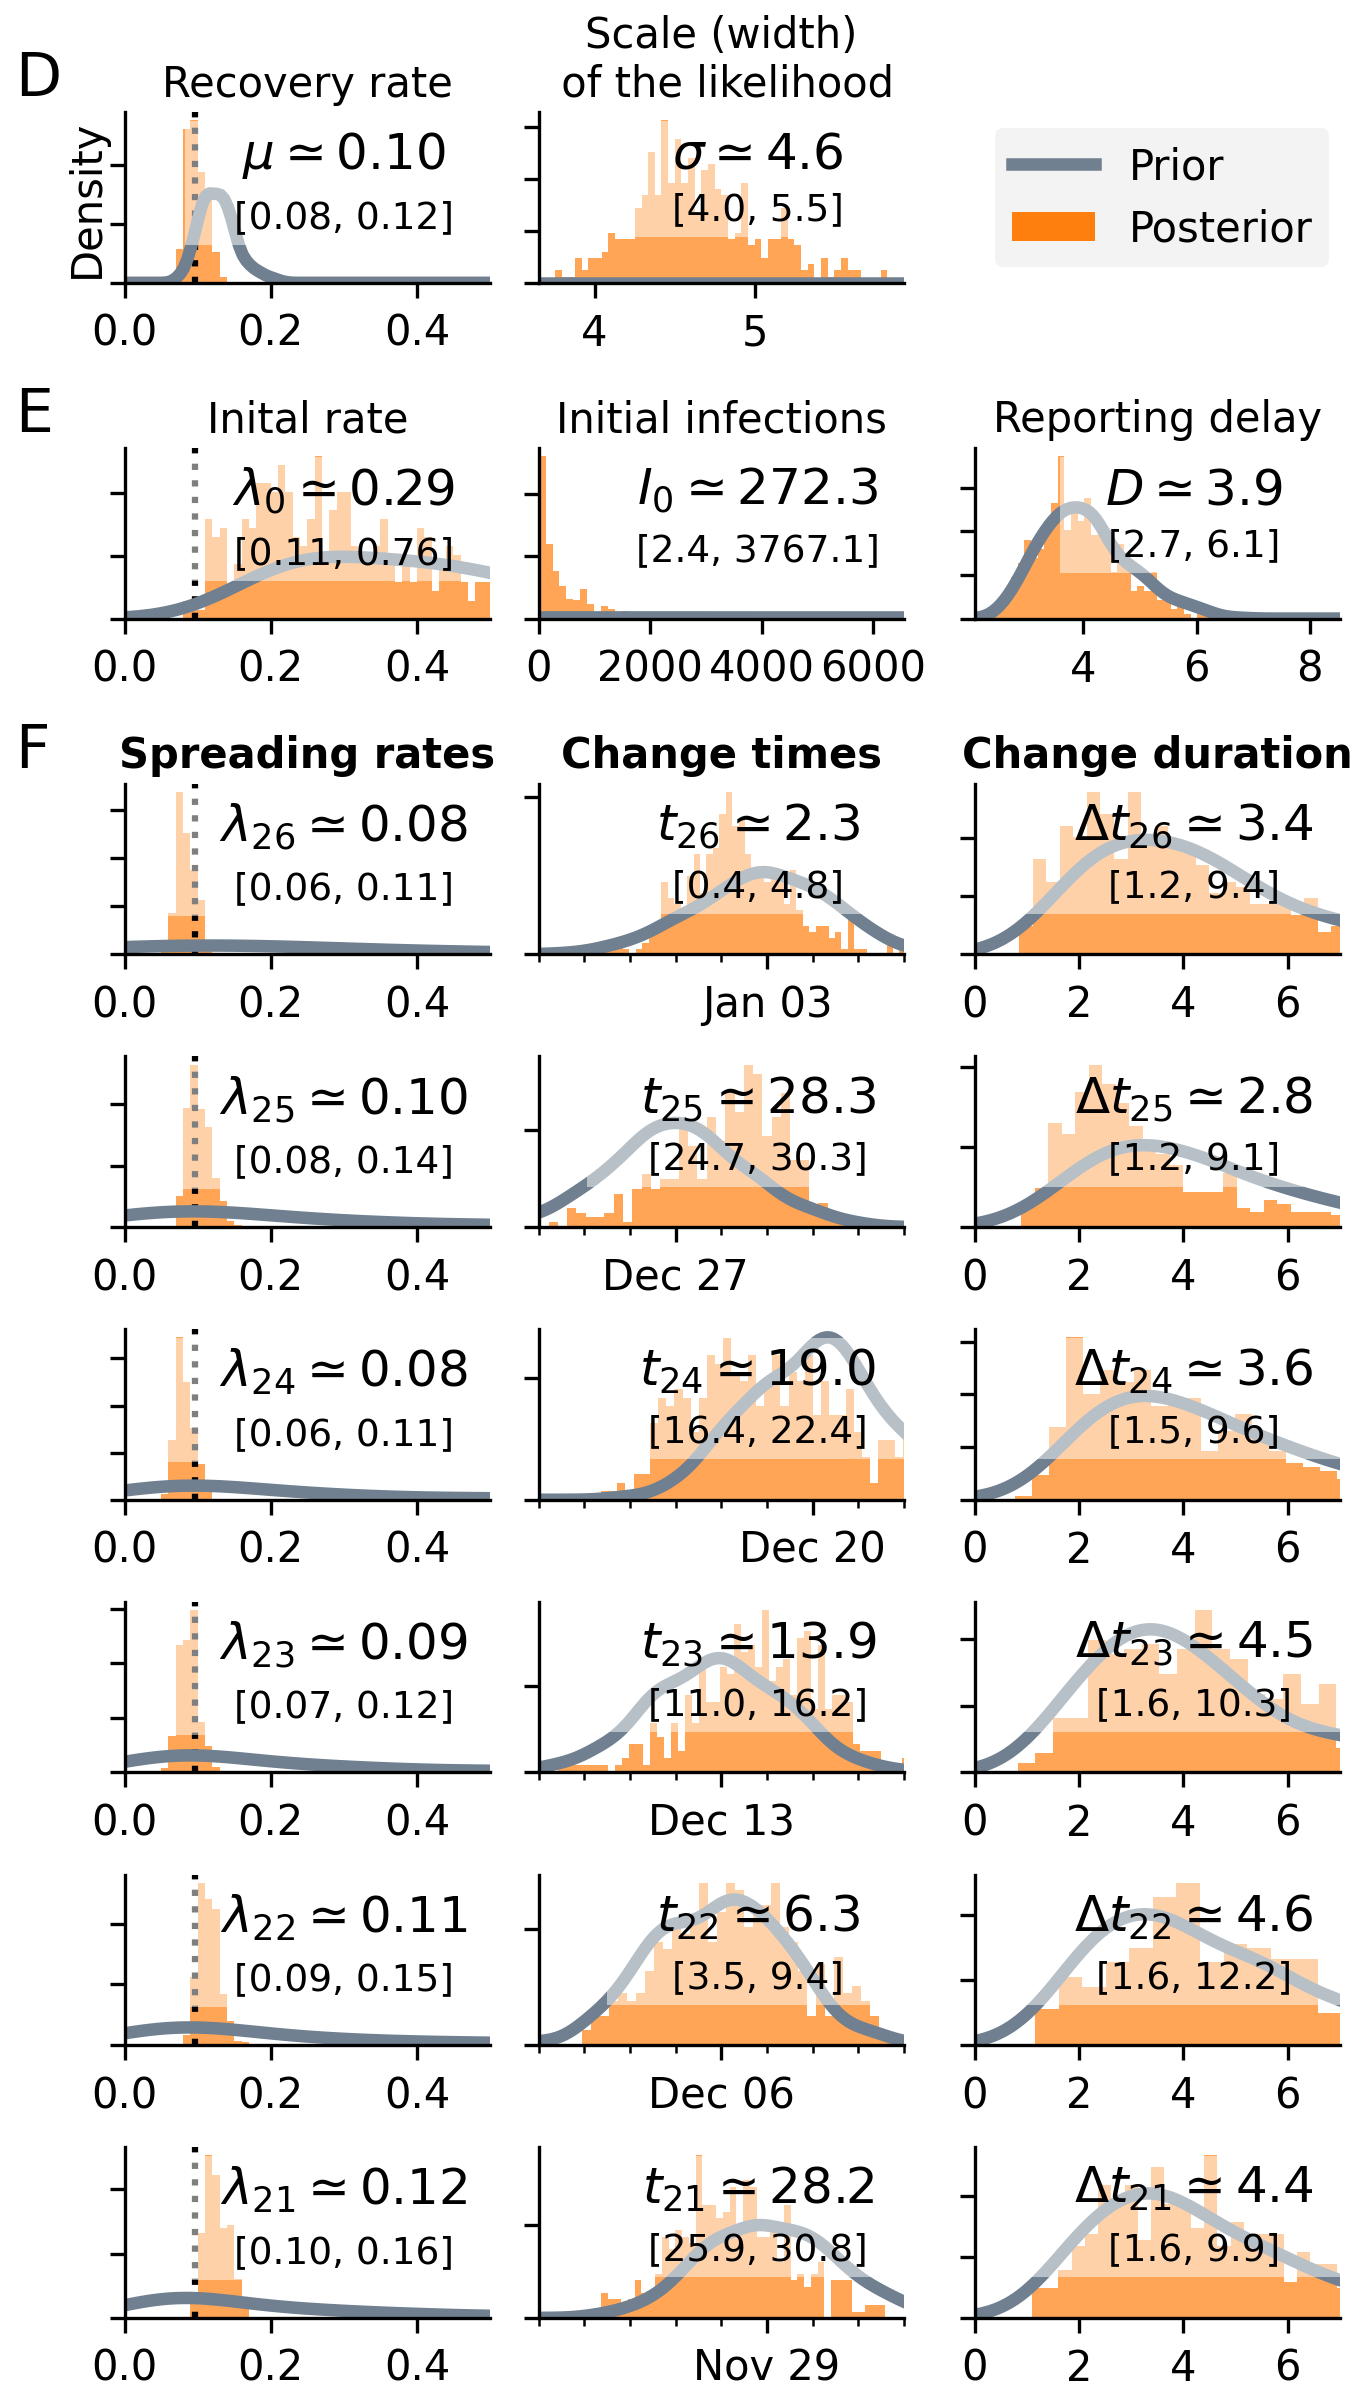 D
Recovery rate
Scale (width)
of the likelihood
Density
μ ≃ 0.10
[0.08, 0.12]
0.0 0.2 0.4
σ ≃ 4.6
[4.0, 5.5]
4 5
Prior
Posterior
E
Inital rate
λ0 ≃ 0.29
[0.11, 0.76]
0.0 0.2 0.4
Initial infections
I0 ≃ 272.3
[2.4, 3767.1]
0 2000 4000 6000
Reporting delay
D ≃ 3.9
[2.7, 6.1]
4 6 8
F
Spreading rates
Change times
Change duration
λ26 ≃ 0.08
[0.06, 0.11]
0.0 0.2 0.4
t26 ≃ 2.3
[0.4, 4.8]
Jan 03
Δt26 ≃ 3.4
[1.2, 9.4]
0 2 4 6
λ25 ≃ 0.10
[0.08, 0.14]
0.0 0.2 0.4
t25 ≃ 28.3
[24.7, 30.3]
Dec 27
Δt25 ≃ 2.8
[1.2, 9.1]
0 2 4 6
λ24 ≃ 0.08
[0.06, 0.11]
0.0 0.2 0.4
t24 ≃ 19.0
[16.4, 22.4]
Dec 20
Δt24 ≃ 3.6
[1.5, 9.6]
0 2 4 6
λ23 ≃ 0.09
[0.07, 0.12]
0.0 0.2 0.4
t23 ≃ 13.9
[11.0, 16.2]
Dec 13
Δt23 ≃ 4.5
[1.6, 10.3]
0 2 4 6
λ22 ≃ 0.11
[0.09, 0.15]
0.0 0.2 0.4
t22 ≃ 6.3
[3.5, 9.4]
Dec 06
Δt22 ≃ 4.6
[1.6, 12.2]
0 2 4 6
λ21 ≃ 0.12
[0.10, 0.16]
0.0 0.2 0.4
t21 ≃ 28.2
[25.9, 30.8]
Nov 29
Δt21 ≃ 4.4
[1.6, 9.9]
0 2 4 6